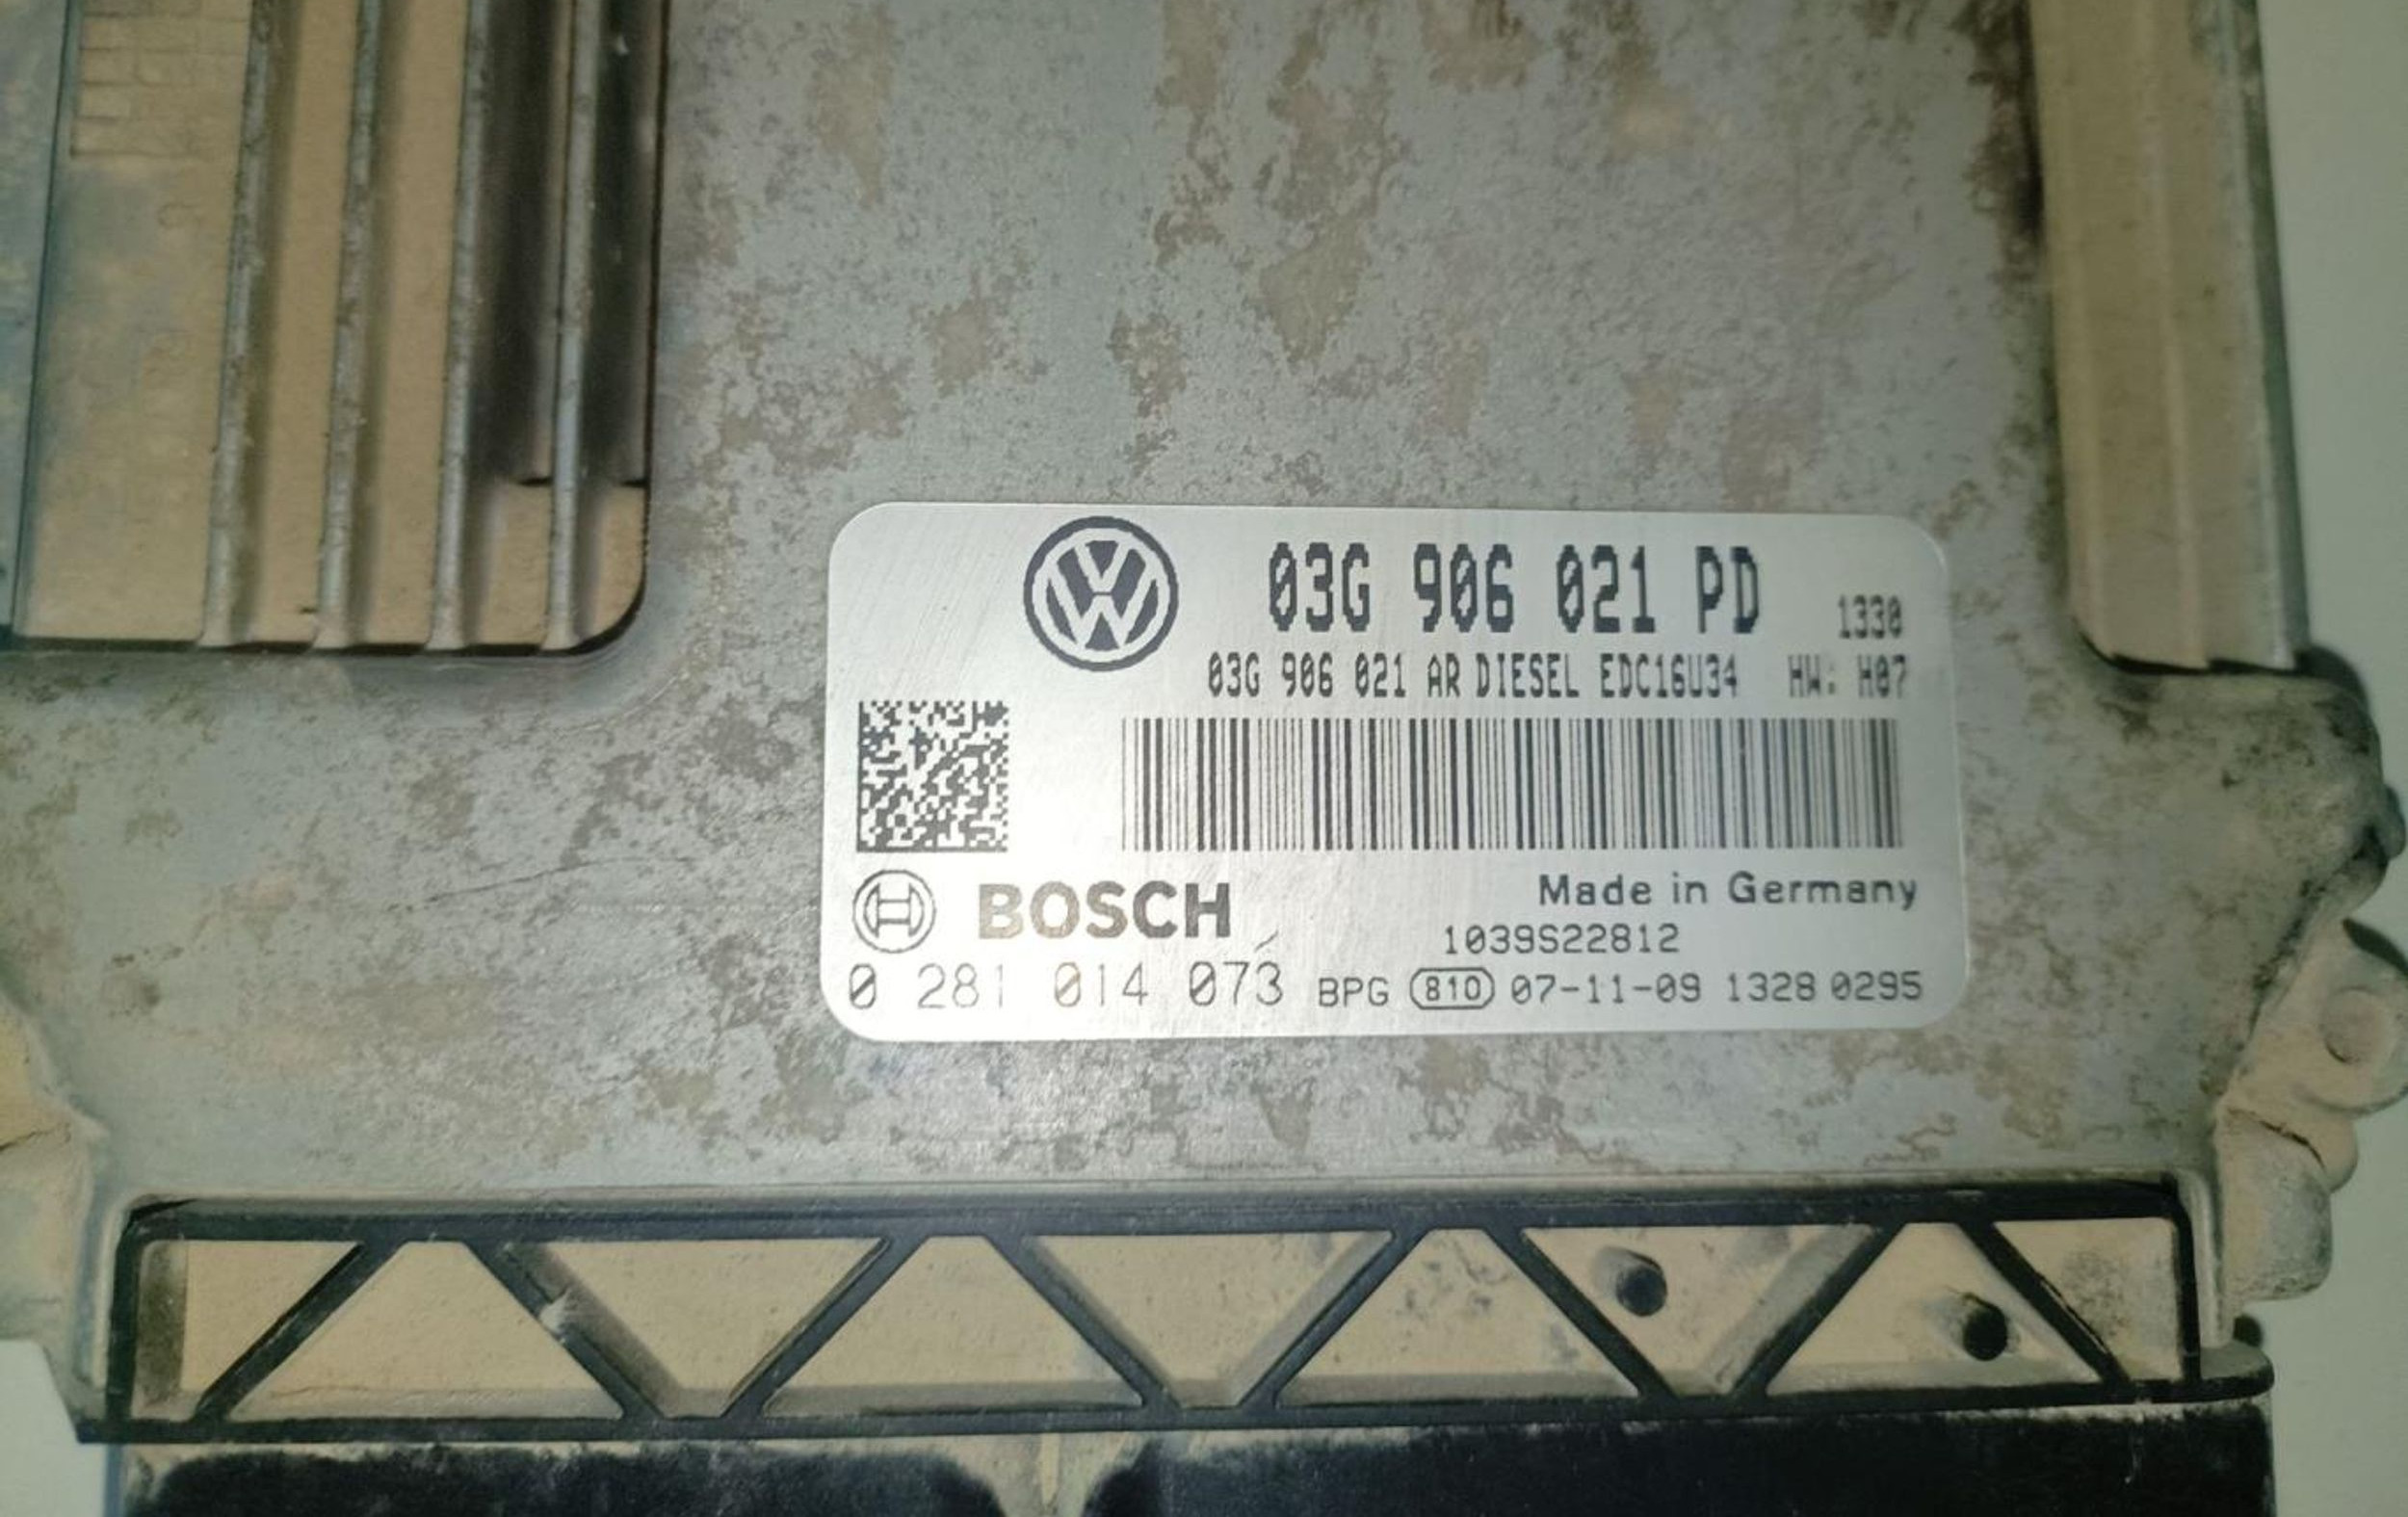 03G 906 021 PD 1330
03G 906 021 AR DIESEL EDC16U34 HW: H07
BOSCH
Made in Germany
1039S22812
0 281 014 073 BPG 810 07-11-09 1328 0295